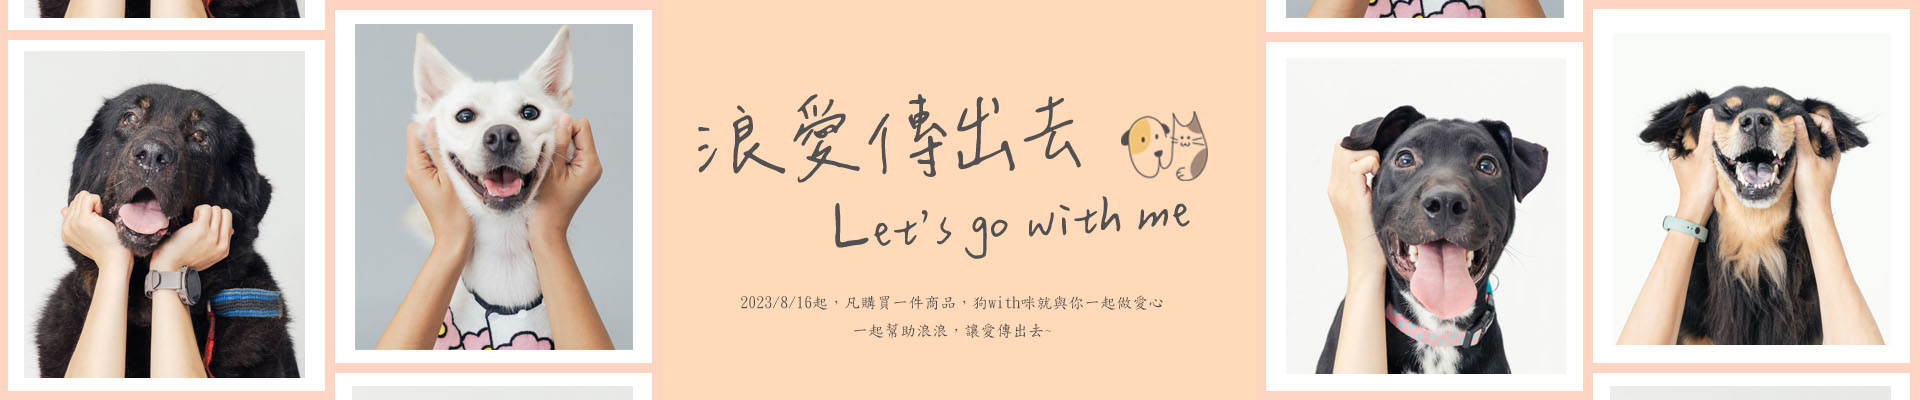 浪愛傳出去
Let's go with me
2023/8/16起，凡購買一件商品，狗with咪就與你一起做愛心
一起幫助浪浪，讓愛傳出去~